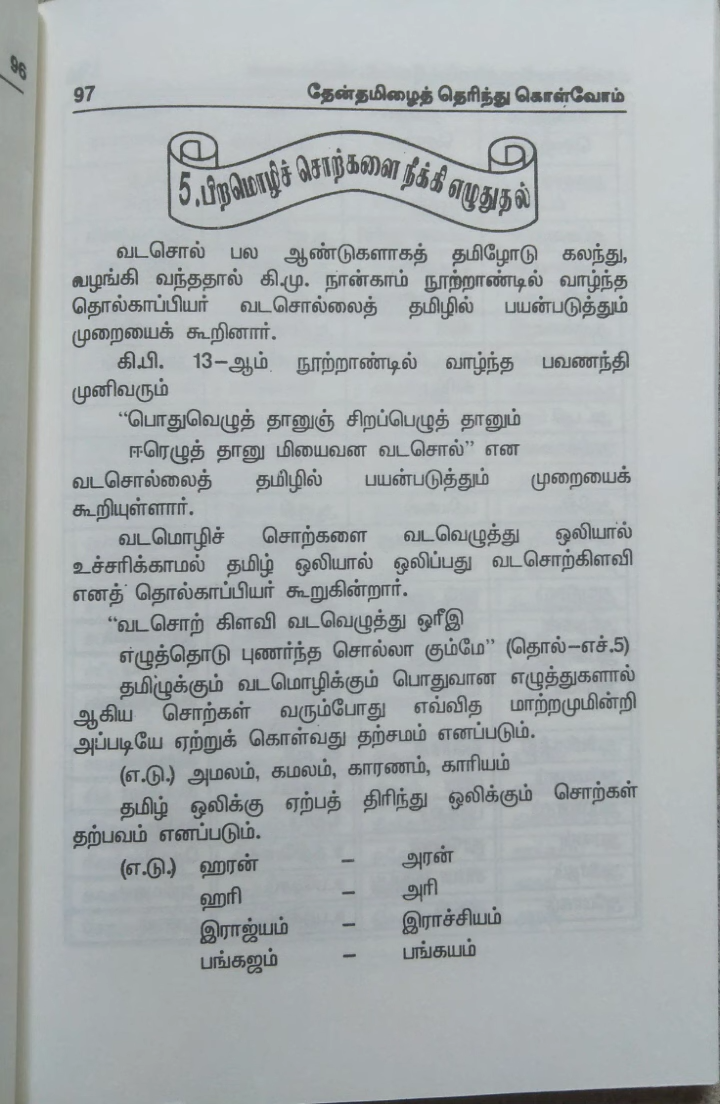 96
97 தேன்தமிழைத் தெரிந்து கொள்வோம்
5. பிறமொழிச் சொற்களை நீக்கி எழுதுதல்
வடசொல் பல ஆண்டுகளாகத் தமிழோடு கலந்து,
வழங்கி வந்ததால் கி.மு. நான்காம் நூற்றாண்டில் வாழ்ந்த
தொல்காப்பியர் வடசொல்லைத் தமிழில் பயன்படுத்தும்
முறையைக் கூறினார்.
கி.பி. 13-ஆம் நூற்றாண்டில் வாழ்ந்த பவணந்தி
முனிவரும்
“பொதுவெழுத் தானுஞ் சிறப்பெழுத் தானும்
ஈரெழுத் தானு மியைவன வடசொல்” என
வடசொல்லைத் தமிழில் பயன்படுத்தும் முறையைக்
கூறியுள்ளார்.
வடமொழிச் சொற்களை வடவெழுத்து ஒலியால்
உச்சரிக்காமல் தமிழ் ஒலியால் ஒலிப்பது வடசொற்கிளவி
எனத் தொல்காப்பியர் கூறுகின்றார்.
“வடசொற் கிளவி வடவெழுத்து ஒரீஇ
எழுத்தொடு புணர்ந்த சொல்லா கும்மே” (தொல்-எச்.5)
தமிழுக்கும் வடமொழிக்கும் பொதுவான எழுத்துகளால்
ஆகிய சொற்கள் வரும்போது எவ்வித மாற்றமுமின்றி
அப்படியே ஏற்றுக் கொள்வது தற்சமம் எனப்படும்.
(எ.டு.) அமலம், கமலம், காரணம், காரியம்
தமிழ் ஒலிக்கு ஏற்பத் திரிந்து ஒலிக்கும் சொற்கள்
தற்பவம் எனப்படும்.
(எ.டு.) ஹரன் - அரன்
ஹரி - அரி
இராஜ்யம் - இராச்சியம்
பங்கஜம் - பங்கயம்